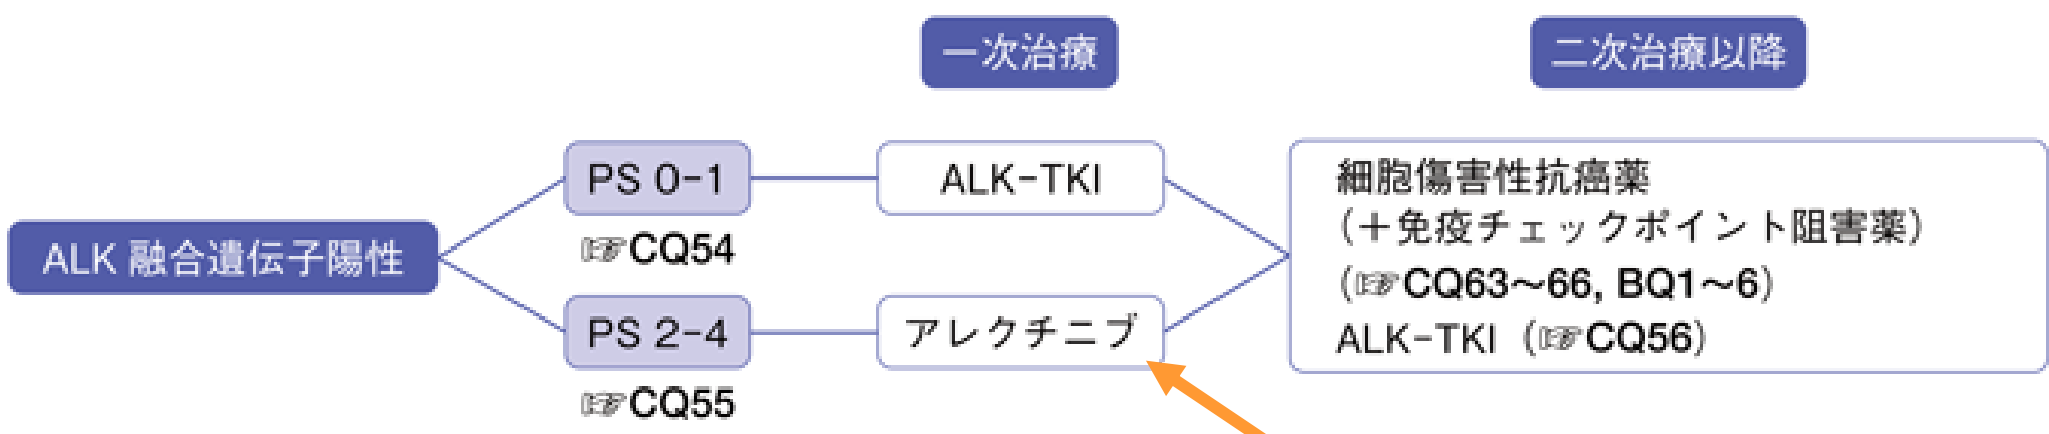 一次治療
二次治療以降
ALK 融合遺伝子陽性
PS 0-1
☞CQ54
ALK-TKI
PS 2-4
☞CQ55
アレクチニブ
細胞傷害性抗癌薬
(+免疫チェックポイント阻害薬)
(☞CQ63〜66, BQ1〜6)
ALK-TKI (☞CQ56)